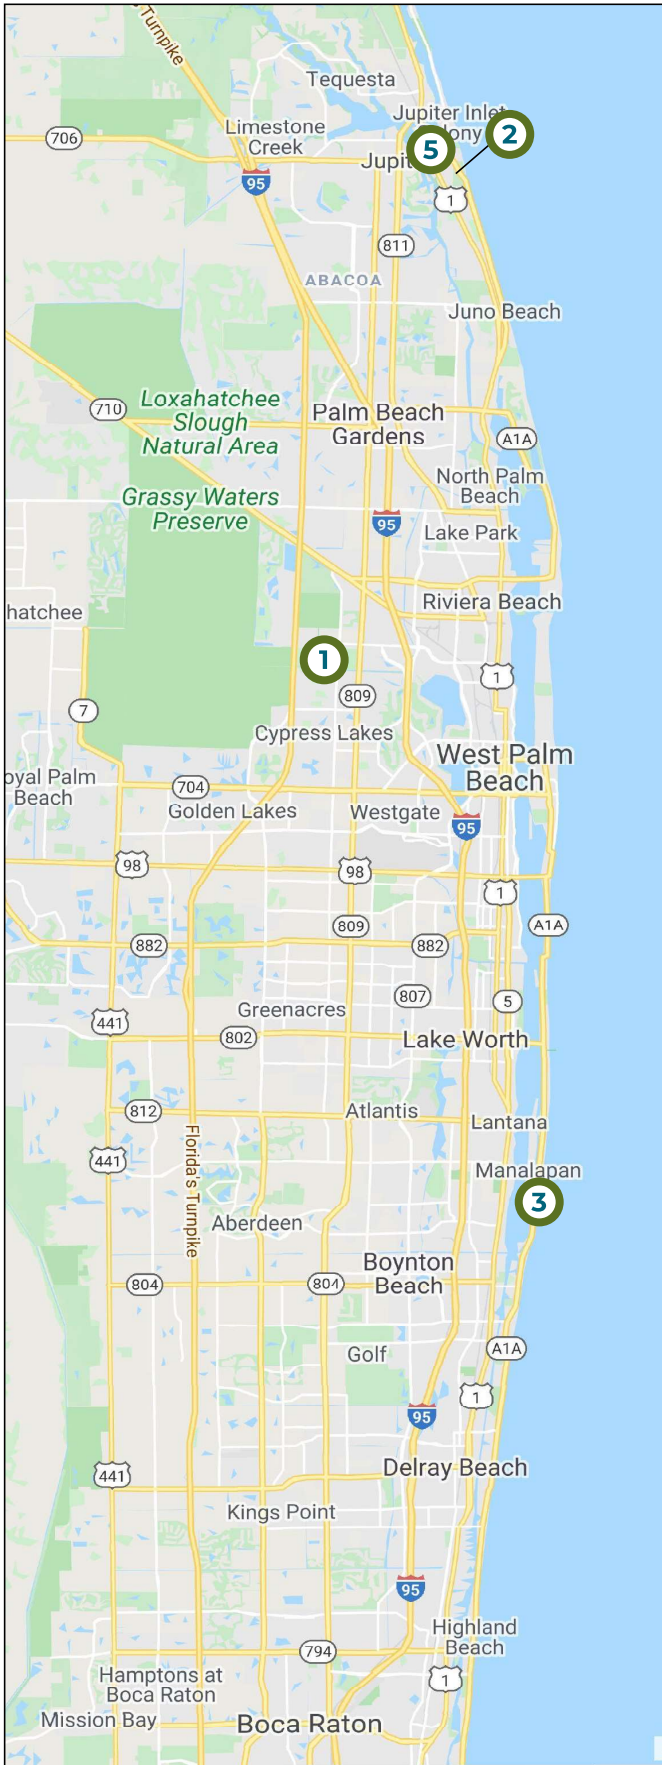 Turnpike
Tequesta
Jupiter Inlet
Limestone
Creek
706
5
2
95
1
811
ABACOA
Juno Beach
Loxahatchee
Slough
Natural Area
710
Palm Beach
Gardens
A1A
Grassy Waters
Preserve
North Palm
Beach
95
Lake Park
Riviera Beach
hatchee
1
1
809
7
Cypress Lakes
West Palm
Beach
oyal Palm
Beach
704
Golden Lakes
Westgate
95
98
98
1
809
A1A
882
882
807
5
Greenacres
441
802
Lake Worth
812
Atlantis
Lantana
441
Florida's Turnpike
Manalapan
3
Aberdeen
Boynton
Beach
804
804
Golf
A1A
1
95
Delray Beach
441
Kings Point
95
Highland
Beach
794
Hamptons at
Boca Raton
1
Mission Bay
Boca Raton